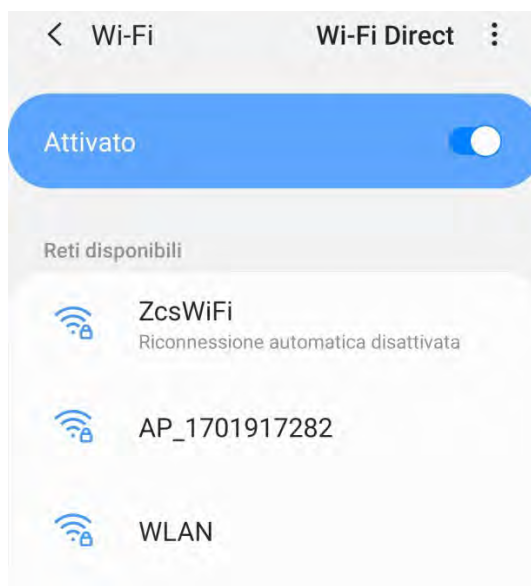 Wi-Fi Wi-Fi Direct
Attivato
Reti disponibili
ZcsWiFi
Riconnessione automatica disattivata
AP_1701917282
WLAN